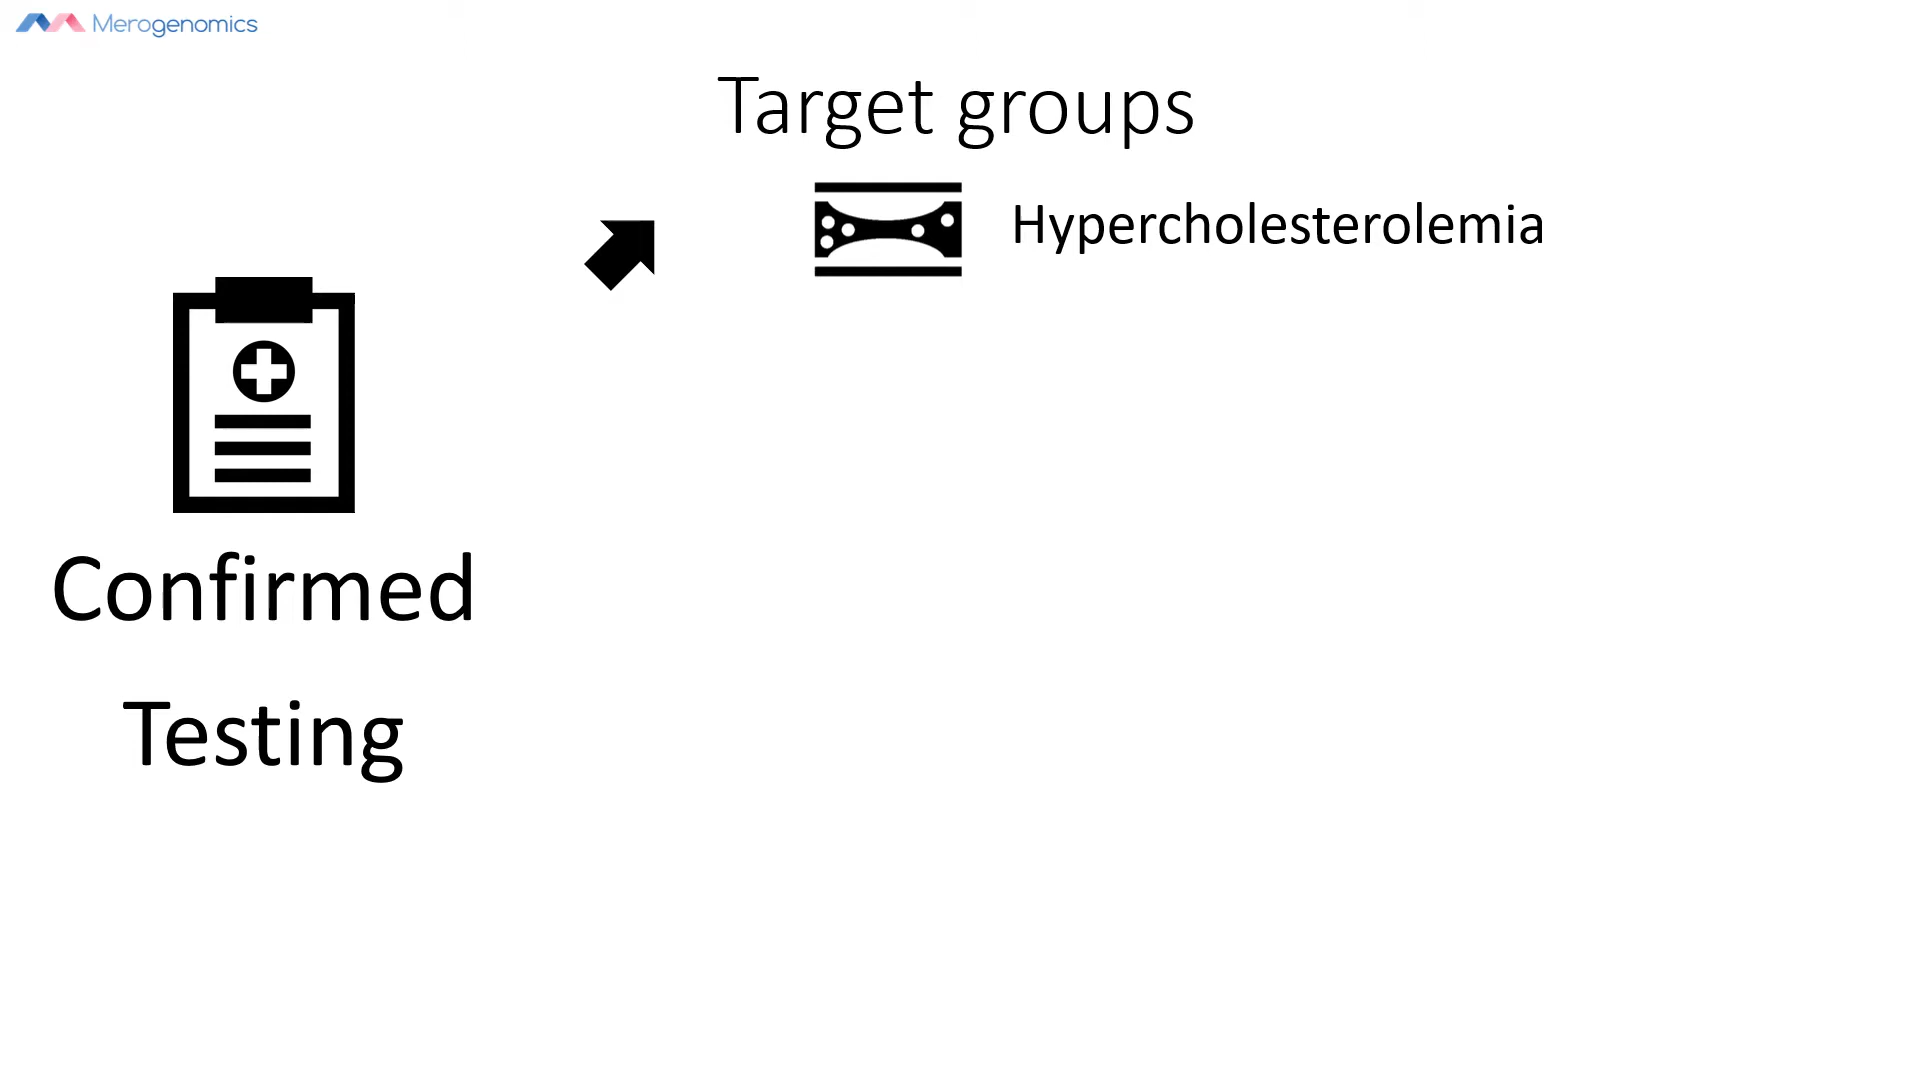 Merogenomics
Target groups
Hypercholesterolemia
Confirmed
Testing